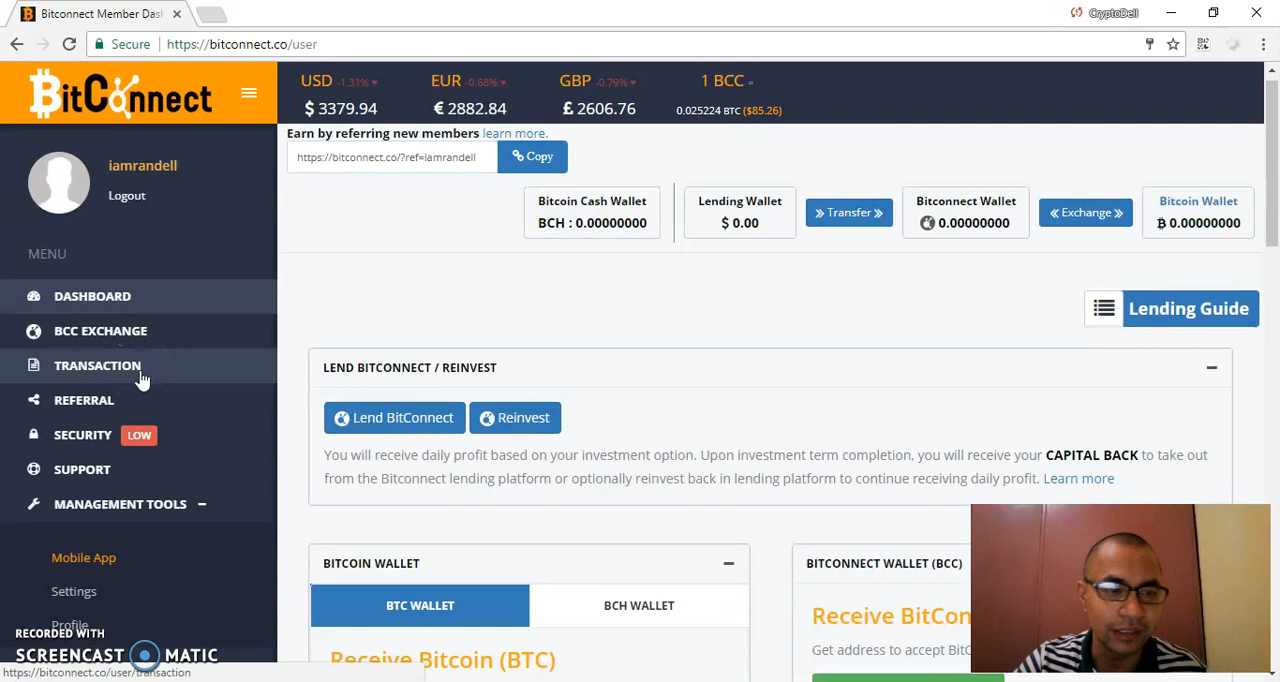 Bitconnect Member Das
CryptoDell
Secure https://bitconnect.co/user
BitConnect
USD -1.31%
EUR -0.68%
GBP -0.79%
1 BCC =
$ 3379.94
€ 2882.84
£ 2606.76
0.025224 BTC ($85.26)
Earn by referring new members learn more.
https://bitconnect.co/?ref=iamrandell
Copy
iamrandell
Logout
Bitcoin Cash Wallet
BCH : 0.00000000
Lending Wallet
$ 0.00
Transfer
Bitconnect Wallet
0.00000000
Exchange
Bitcoin Wallet
0.00000000
MENU
DASHBOARD
BCC EXCHANGE
TRANSACTION
REFERRAL
SECURITY LOW
SUPPORT
MANAGEMENT TOOLS
Mobile App
Settings
Profile
Lending Guide
LEND BITCONNECT / REINVEST
Lend BitConnect
Reinvest
You will receive daily profit based on your investment option. Upon investment term completion, you will receive your CAPITAL BACK to take out
from the Bitconnect lending platform or optionally reinvest back in lending platform to continue receiving daily profit. Learn more
BITCOIN WALLET
BTC WALLET
BCH WALLET
Receive Bitcoin (BTC)
BITCONNECT WALLET (BCC)
Receive BitCon
Get address to accept BitC
RECORDED WITH
SCREENCAST MATIC
https://bitconnect.co/user/transaction